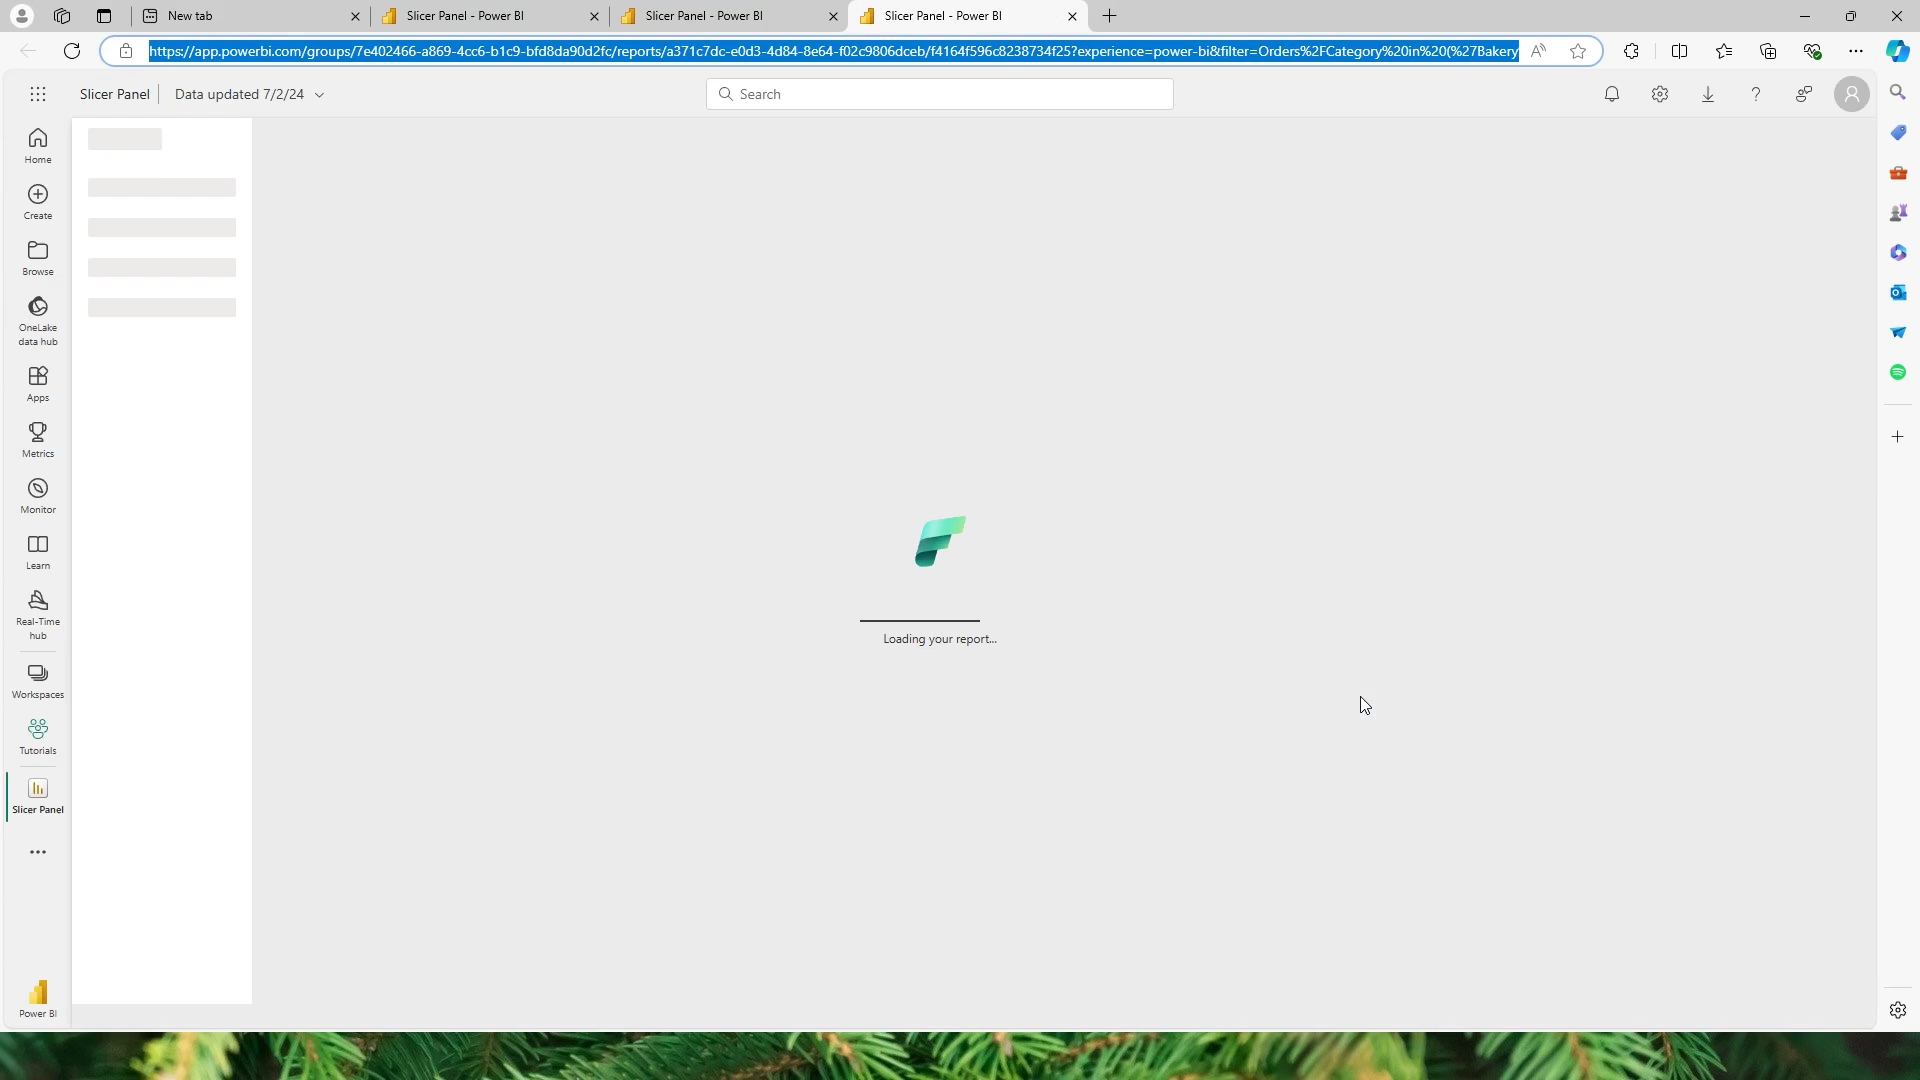 New tab
Slicer Panel - Power BI
Slicer Panel - Power BI
Slicer Panel - Power BI
https://app.powerbi.com/groups/7e402466-a869-4cc6-b1c9-bfd8da90d2fc/reports/a371c7dc-e0d3-4d84-8e64-f02c9806dceb/f4164f596c8238734f25?experience=power-bi&filter=Orders%2FCategory%20in%20(%27Bakery
Slicer Panel
Data updated 7/2/24
Search
Home
Create
Browse
OneLake
data hub
Apps
Metrics
Monitor
Learn
Real-Time
hub
Workspaces
Tutorials
Slicer Panel
Power BI
Loading your report...